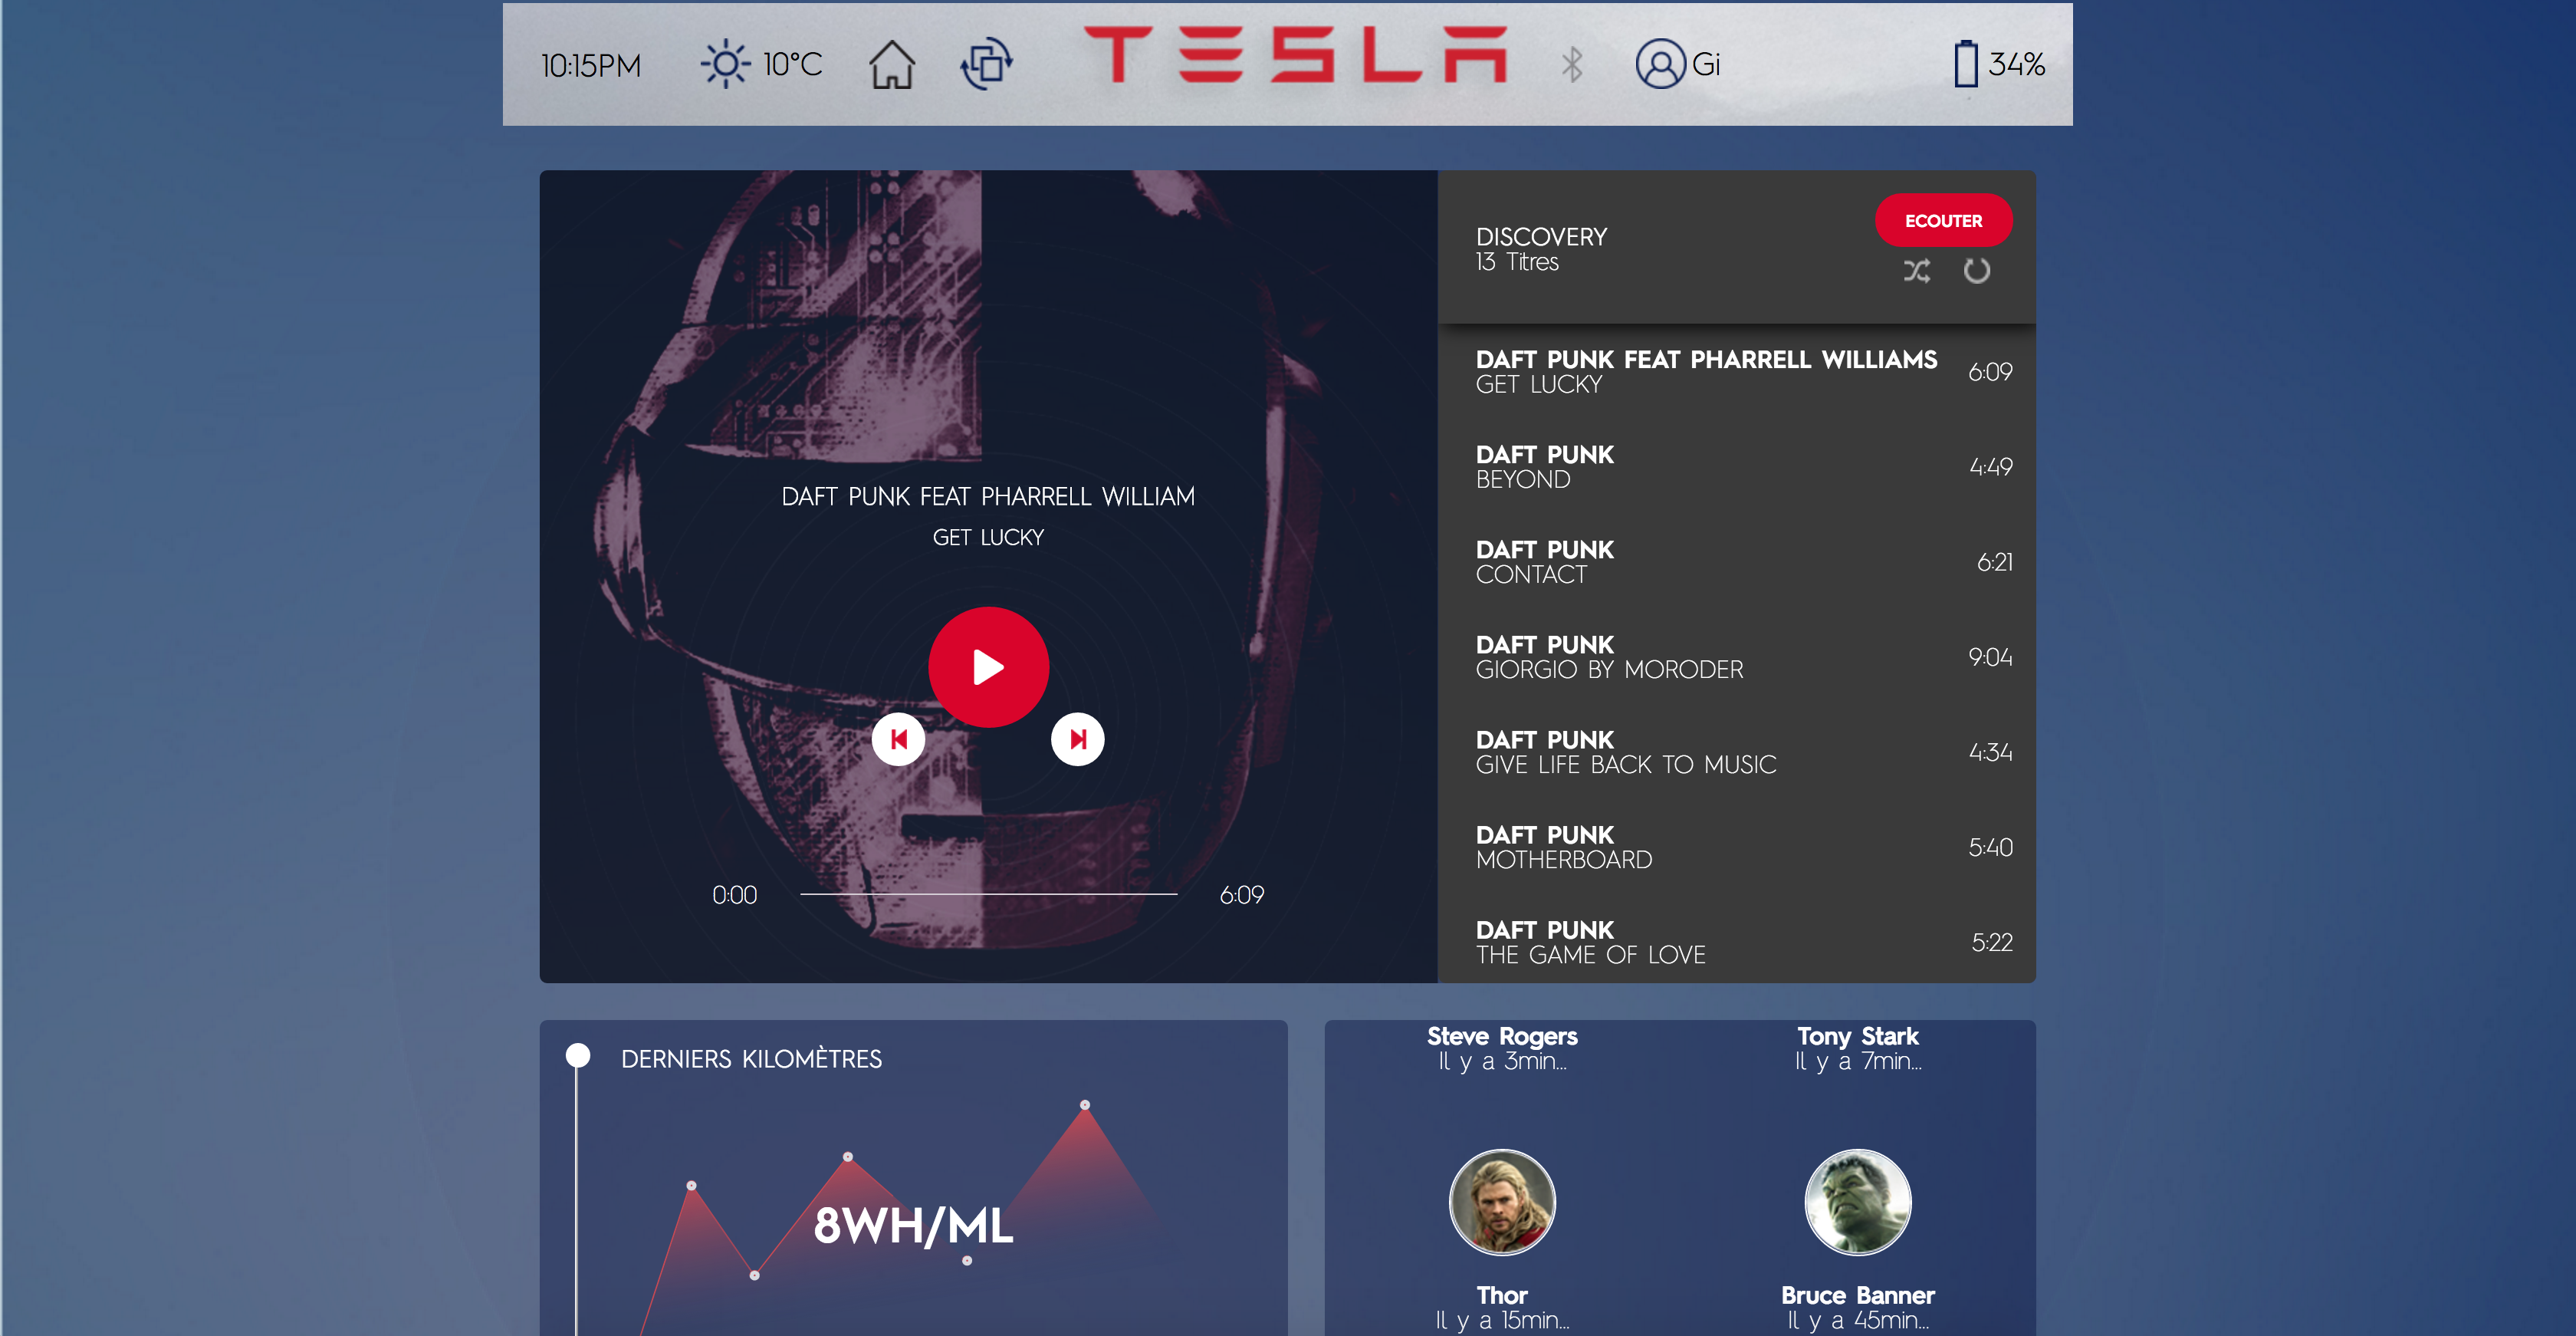 10:15PM
10°C
TESLA
Gi
34%
DAFT PUNK FEAT PHARRELL WILLIAM
GET LUCKY
0:00
6:09
DISCOVERY
13 Titres
ECOUTER
DAFT PUNK FEAT PHARRELL WILLIAMS
GET LUCKY
6:09
DAFT PUNK
BEYOND
4:49
DAFT PUNK
CONTACT
6:21
DAFT PUNK
GIORGIO BY MORODER
9:04
DAFT PUNK
GIVE LIFE BACK TO MUSIC
4:34
DAFT PUNK
MOTHERBOARD
5:40
DAFT PUNK
THE GAME OF LOVE
5:22
DERNIERS KILOMÈTRES
8WH/ML
Steve Rogers
Il y a 3min...
Tony Stark
Il y a 7min...
Thor
Il y a 15min...
Bruce Banner
Il y a 45min...